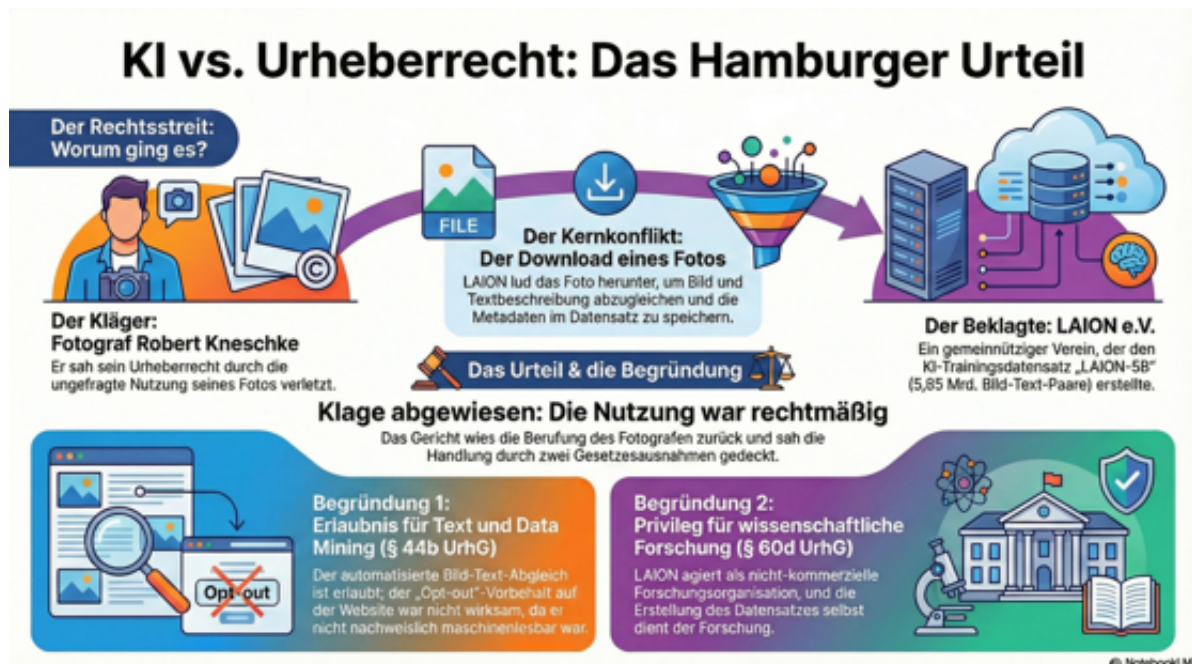 KI vs. Urheberrecht: Das Hamburger Urteil
Der Rechtsstreit:
Worum ging es?
FILE
Der Kernkonflikt:
Der Download eines Fotos
LAION lud das Foto herunter, um Bild und
Textbeschreibung abzugleichen und die
Metadaten im Datensatz zu speichern.
©
Der Kläger:
Fotograf Robert Kneschke
Er sah sein Urheberrecht durch die
ungefragte Nutzung seines Fotos verletzt.
Der Beklagte: LAION e.V.
Ein gemeinnütziger Verein, der den
KI-Trainingsdatensatz „LAION-5B"
(5,85 Mrd. Bild-Text-Paare) erstellte.
Das Urteil & die Begründung
Klage abgewiesen: Die Nutzung war rechtmäßig
Das Gericht wies die Berufung des Fotografen zurück und sah die
Handlung durch zwei Gesetzesausnahmen gedeckt.
Begründung 1:
Erlaubnis für Text und Data
Mining (§ 44b UrhG)
Der automatisierte Bild-Text-Abgleich
ist erlaubt; der „Opt-out"-Vorbehalt auf
der Website war nicht wirksam, da er
nicht nachweislich maschinenlesbar war.
Opt-out
Begründung 2:
Privileg für wissenschaftliche
Forschung (§ 60d UrhG)
LAION agiert als nicht-kommerzielle
Forschungsorganisation, und die
Erstellung des Datensatzes selbst
dient der Forschung.